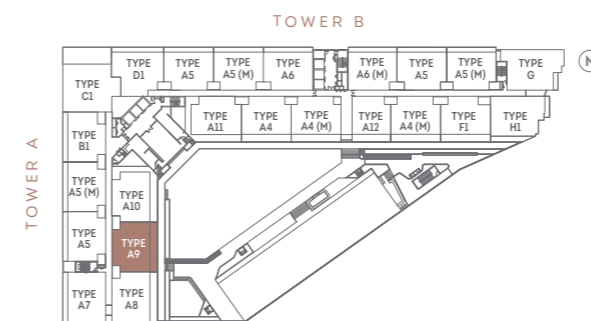 TOWER B
TYPE
D1
TYPE
A5
TYPE
A5 (M)
TYPE
A6
TYPE
A6 (M)
TYPE
A5
TYPE
A5 (M)
TYPE
G
TYPE
C1
TYPE
A11
TYPE
A4
TYPE
A4 (M)
TYPE
A12
TYPE
A4 (M)
TYPE
F1
TYPE
H1
TOWER A
TYPE
B1
TYPE
A5 (M)
TYPE
A10
TYPE
A5
TYPE
A9
TYPE
A7
TYPE
A8